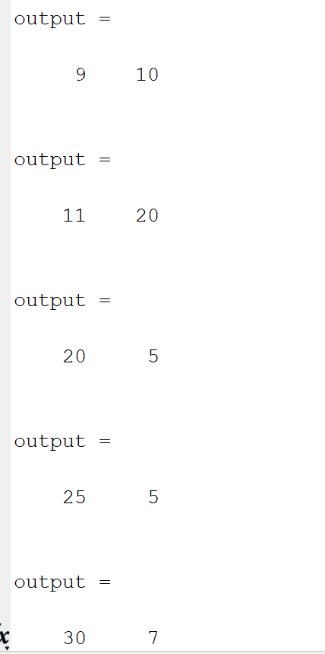 output =
9 10
output =
11 20
output =
20 5
output =
25 5
output =
30 7